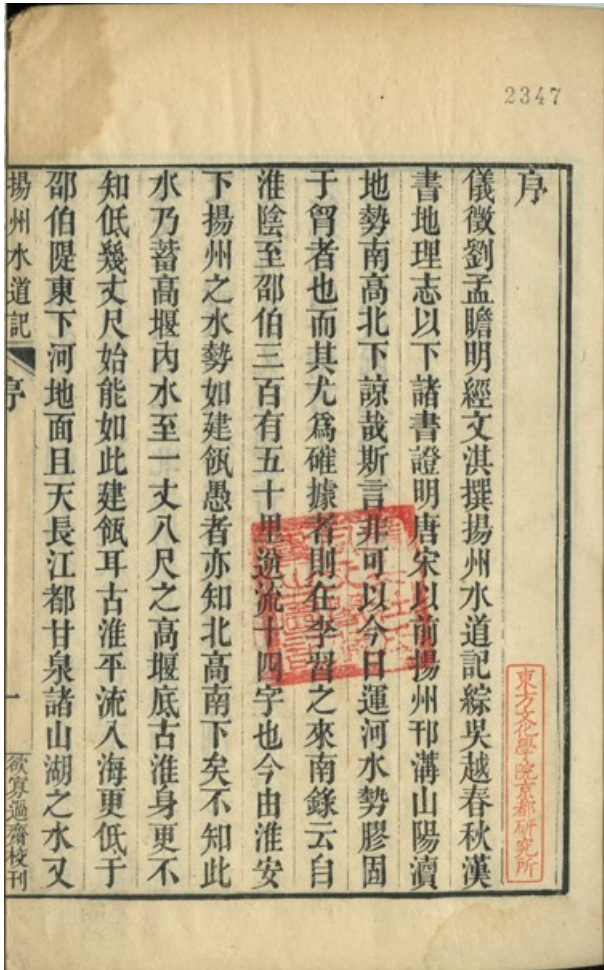 2347
序
儀徵劉孟瞻明經文淇撰揚州水道記綜吳越春秋漢
書地理志以下諸書證明唐宋以前揚州邗溝山陽瀆
地勢南高北下諒哉斯言非可以今日運河水勢膠固
于胷者也而其尤爲確據者則在李習之來南錄云自
淮陰至邵伯三百有五十里逆流十四字也今由淮安
下揚州之水勢如建瓴愚者亦知北高南下矣不知此
水乃蓄高堰內水至一丈八尺之高堰底古淮身更不
知低幾丈尺始能如此建瓴耳古淮平流入海更低于
邵伯隄東下河地面且天長江都甘泉諸山湖之水又
揚州水道記
序
一
欲寡過齋校刊
東方文化學院京都研究所